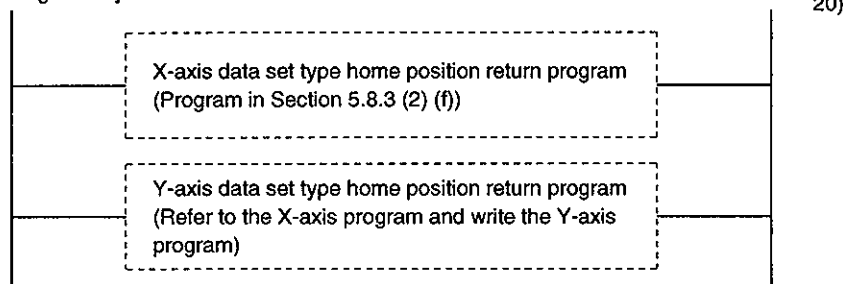 20)
X-axis data set type home position return program
(Program in Section 5.8.3 (2) (f))
Y-axis data set type home position return program
(Refer to the X-axis program and write the Y-axis
program)